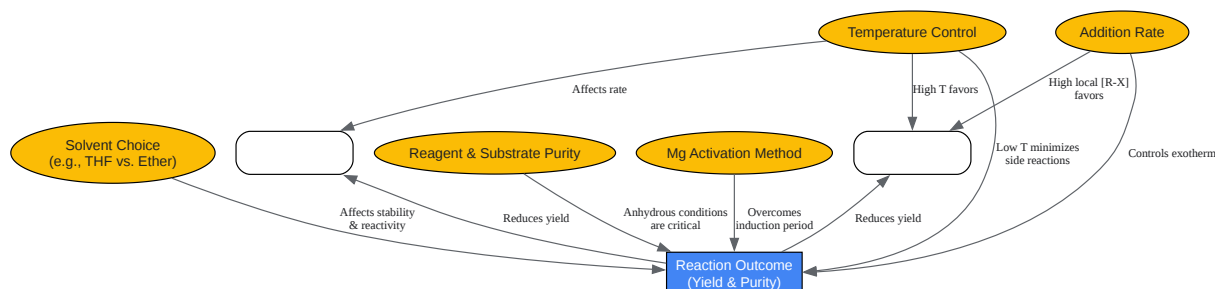 Temperature Control
Addition Rate
Affects rate
High T favors
High local [R-X]
favors
Solvent Choice
(e.g., THF vs. Ether)
Reagent & Substrate Purity
Mg Activation Method
Low T minimizes
side reactions
Controls exotherm
Affects stability
& reactivity
Reduces yield
Anhydrous conditions
are critical
Overcomes
induction period
Reduces yield
Reaction Outcome
(Yield & Purity)